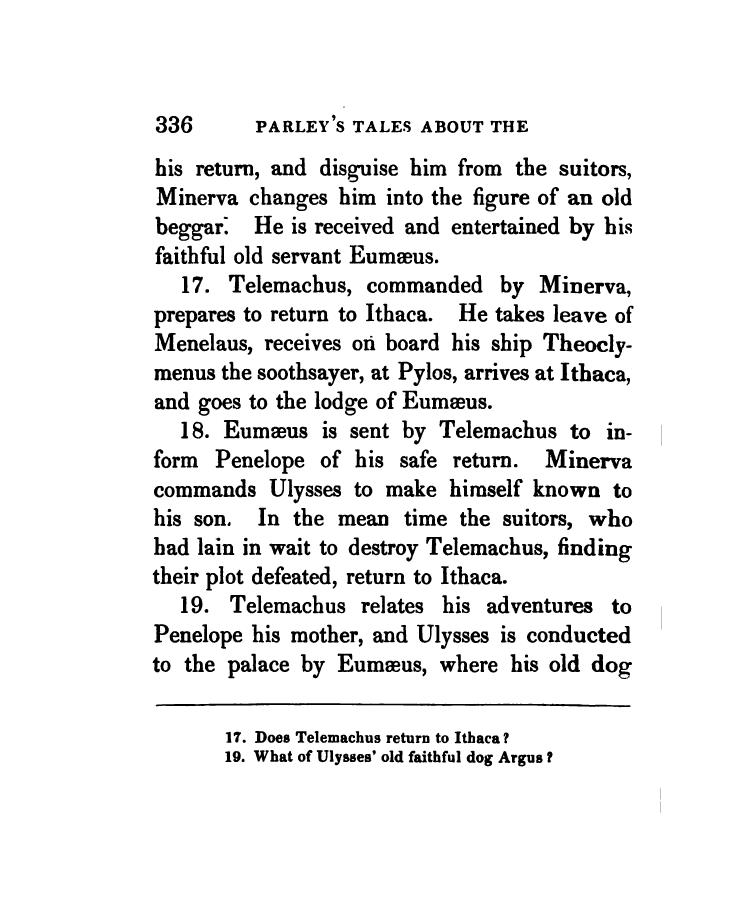 336 PARLEY'S TALES ABOUT THE
his return, and disguise him from the suitors,
Minerva changes him into the figure of an old
beggar. He is received and entertained by his
faithful old servant Eumæus.
17. Telemachus, commanded by Minerva,
prepares to return to Ithaca. He takes leave of
Menelaus, receives on board his ship Theocly-
menus the soothsayer, at Pylos, arrives at Ithaca,
and goes to the lodge of Eumæus.
18. Eumæus is sent by Telemachus to in-
form Penelope of his safe return. Minerva
commands Ulysses to make himself known to
his son. In the mean time the suitors, who
had lain in wait to destroy Telemachus, finding
their plot defeated, return to Ithaca.
19. Telemachus relates his adventures to
Penelope his mother, and Ulysses is conducted
to the palace by Eumæus, where his old dog
17. Does Telemachus return to Ithaca?
19. What of Ulysses' old faithful dog Argus?